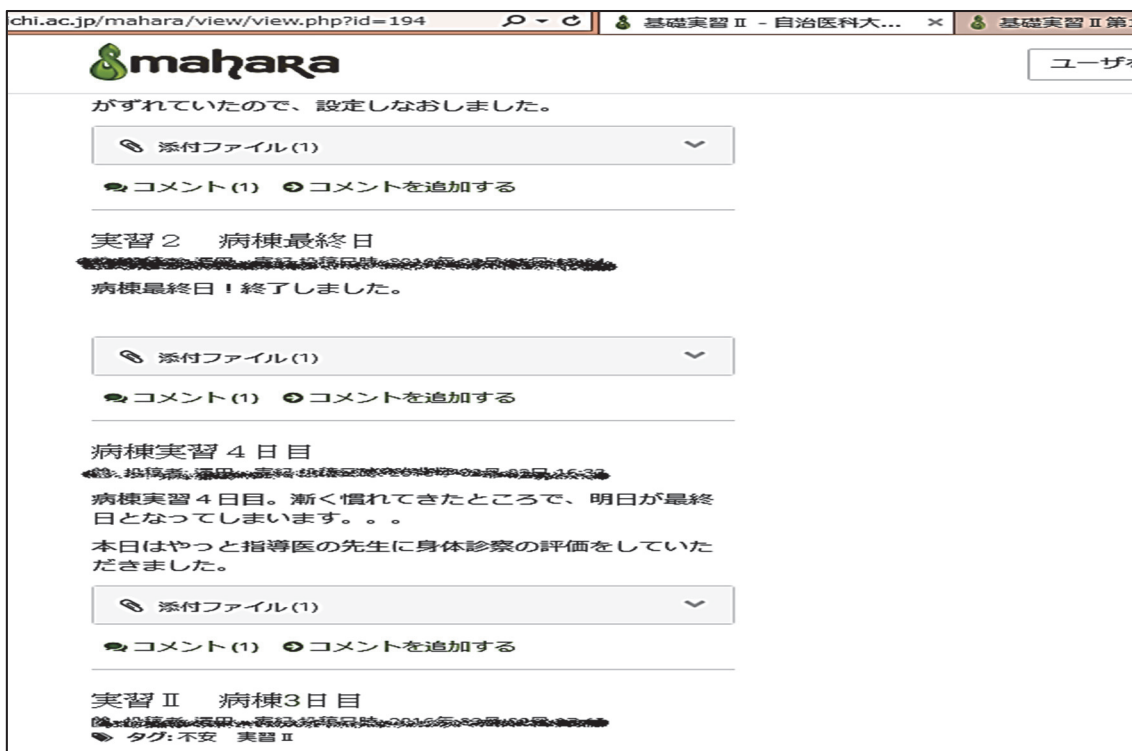 chi.ac.jp/mahara/view/view.php?id=194
基礎実習Ⅱ - 自治医科大...
基礎実習Ⅱ第
mahara
ユーザ
がずれていたので、設定しなおしました。
添付ファイル(1)
コメント(1) コメントを追加する
実習２ 病棟最終日
病棟最終日！終了しました。
添付ファイル(1)
コメント(1) コメントを追加する
病棟実習４日目
病棟実習４日目。漸く慣れてきたところで、明日が最終
日となってしまいます。。。
本日はやっと指導医の先生に身体診察の評価をしていた
だきました。
添付ファイル(1)
コメント(1) コメントを追加する
実習Ⅱ 病棟3日目
タグ:不安 実習Ⅱ